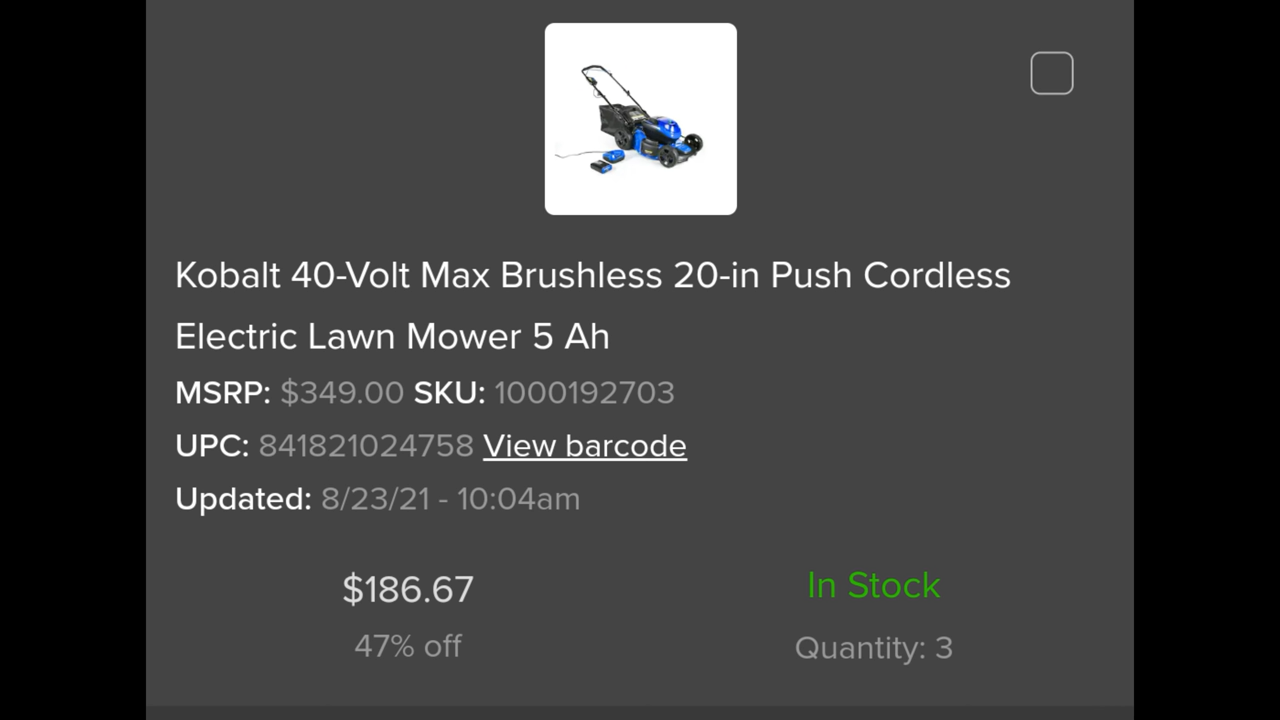 Kobalt 40-Volt Max Brushless 20-in Push Cordless
Electric Lawn Mower 5 Ah
MSRP: $349.00 SKU: 1000192703
UPC: 841821024758 View barcode
Updated: 8/23/21 - 10:04am
$186.67
In Stock
47% off
Quantity: 3